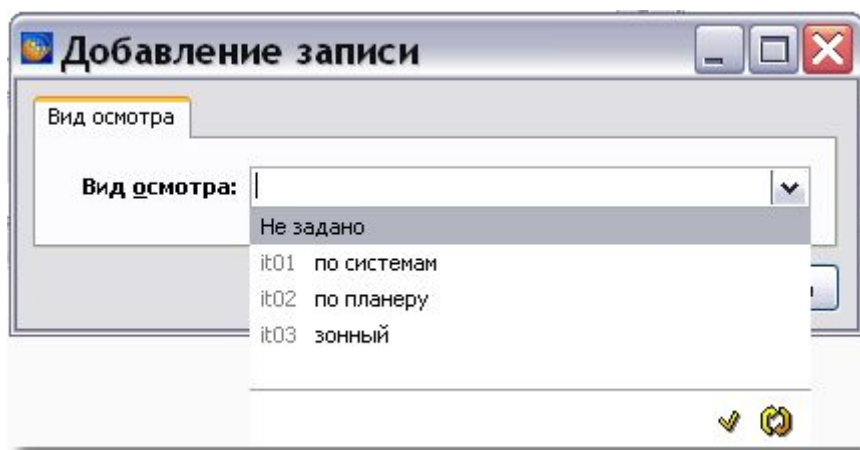 Добавление записи
Вид осмотра
Вид осмотра:
Не задано
it01 по системам
it02 по планеру
it03 зонный